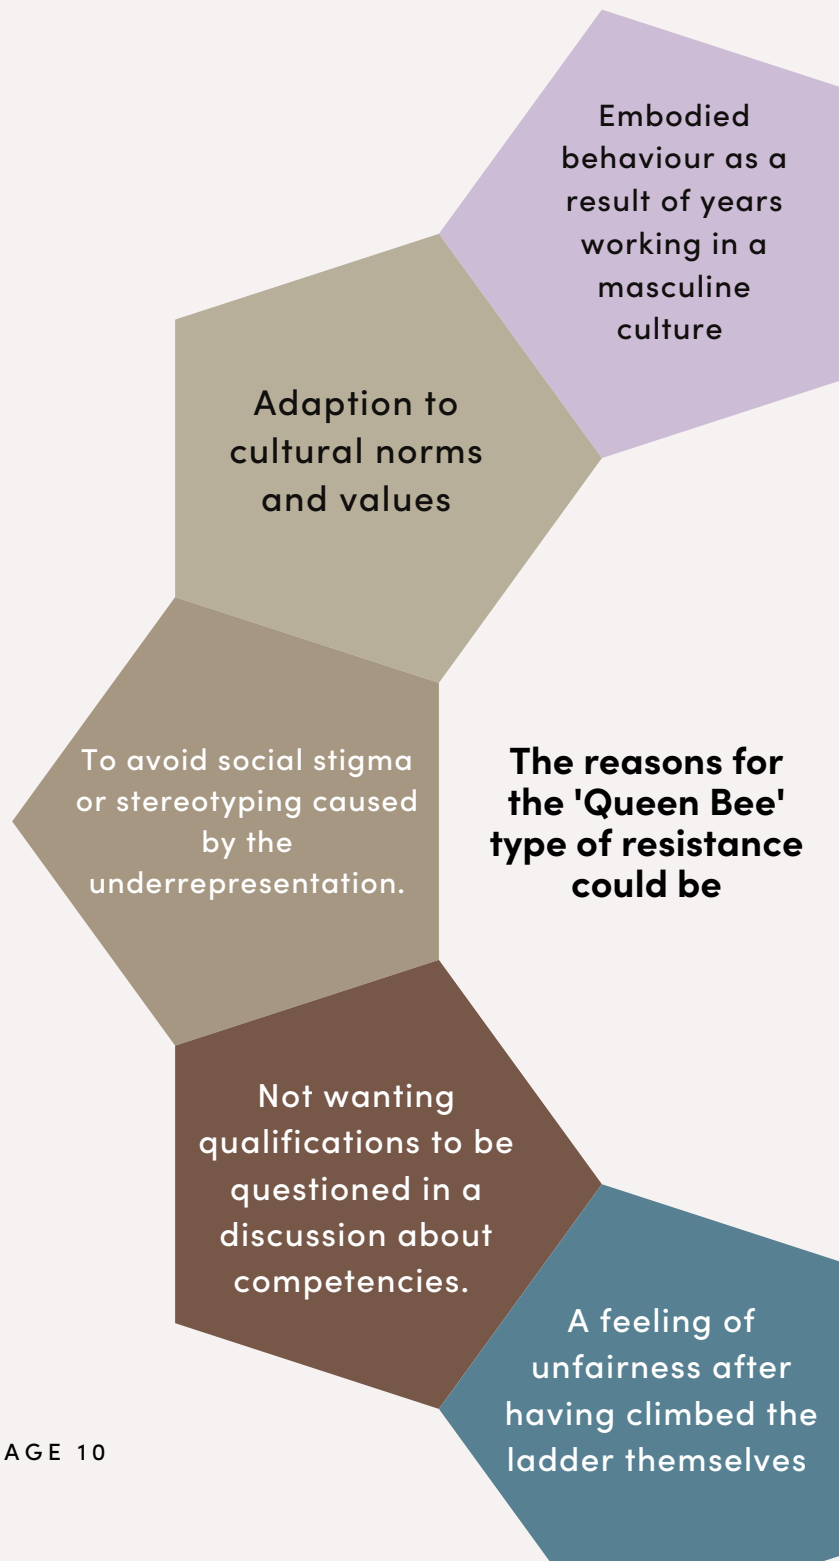 Embodied
behaviour as a
result of years
working in a
masculine
culture
Adaption to
cultural norms
and values
To avoid social stigma
or stereotyping caused
by the
underrepresentation.
The reasons for
the 'Queen Bee'
type of resistance
could be
Not wanting
qualifications to be
questioned in a
discussion about
competencies.
A feeling of
unfairness after
having climbed the
ladder themselves
AGE 10